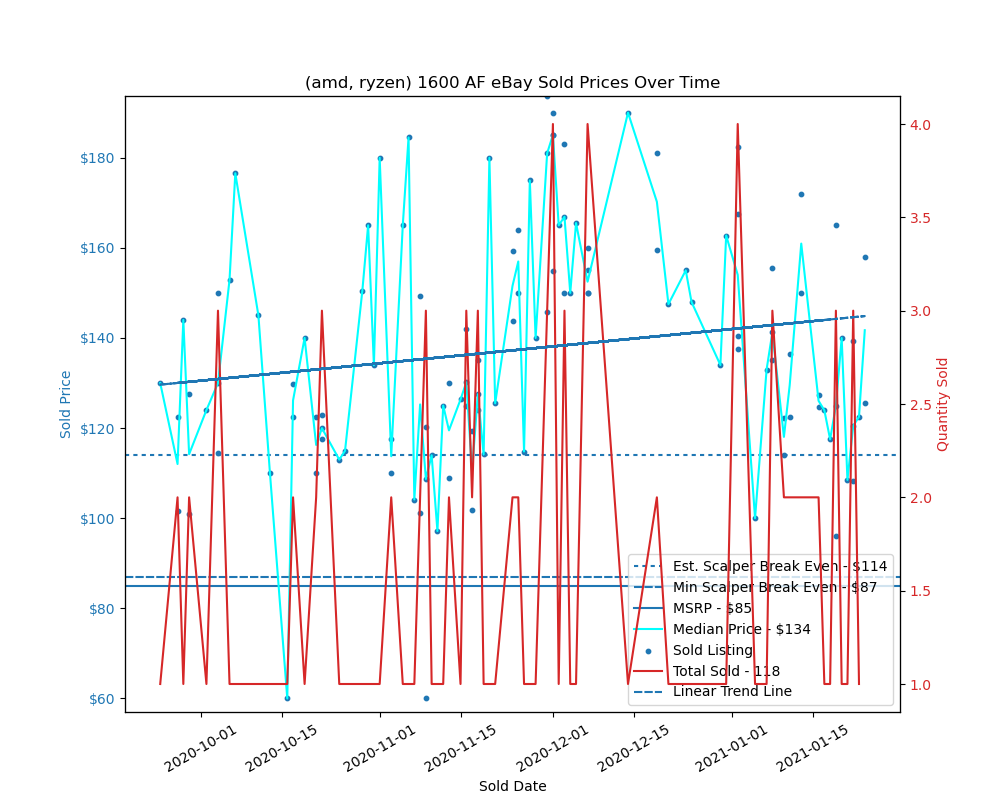 (amd, ryzen) 1600 AF eBay Sold Prices Over Time
$180
$160
$140
$120
$100
$80
$60
Sold Price
4.0
3.5
3.0
2.5
2.0
1.5
1.0
Quantity Sold
Est. Scalper Break Even - $114
Min Scalper Break Even - $87
MSRP - $85
Median Price - $134
Sold Listing
Total Sold - 118
Linear Trend Line
2020-10-01
2020-10-15
2020-11-01
2020-11-15
2020-12-01
2020-12-15
2021-01-01
2021-01-15
Sold Date